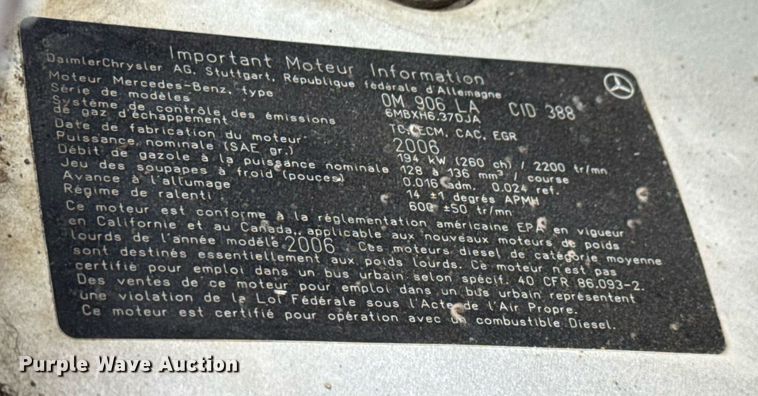 Important Moteur Information
DaimlerChrysler AG, Stuttgart, République fédérale d'Allemagne
Moteur Mercedes-Benz, type OM 906 LA CID 388
Série de modèles 6MBXH6.37DJA
Système de contrôle des émissions
de gaz d'échappement TC, ECM, CAC, EGR
Date de fabrication du moteur 2006
Puissance nominale (SAE gr.) 194 kW (260 ch) / 2200 tr/mn
Débit de gazole à la puissance nominale 128 à 136 mm³ / course
Jeu des soupapes à froid (pouces) 0.016 adm. 0.024 ref.
Avance à l'allumage 14 ±1 degrés APMH
Régime de ralenti 600 ±50 tr/mn
Ce moteur est conforme à la réglementation américaine EPA en vigueur
en Californie et au Canada, applicable aux nouveaux moteurs de poids
lourds de l'année modèle 2006 Ces moteurs diesel de catégorie moyenne
sont destinés essentiellement aux poids lourds. Ce moteur n'est pas
certifié pour emploi dans un bus urbain selon spécif. 40 CFR 86.093-2.
Des ventes de ce moteur pour emploi dans un bus urbain représentent
une violation de la Loi Fédérale sous l'Acte de l'Air Propre.
Ce moteur est certifié pour opération avec un combustible Diesel.
Purple Wave Auction